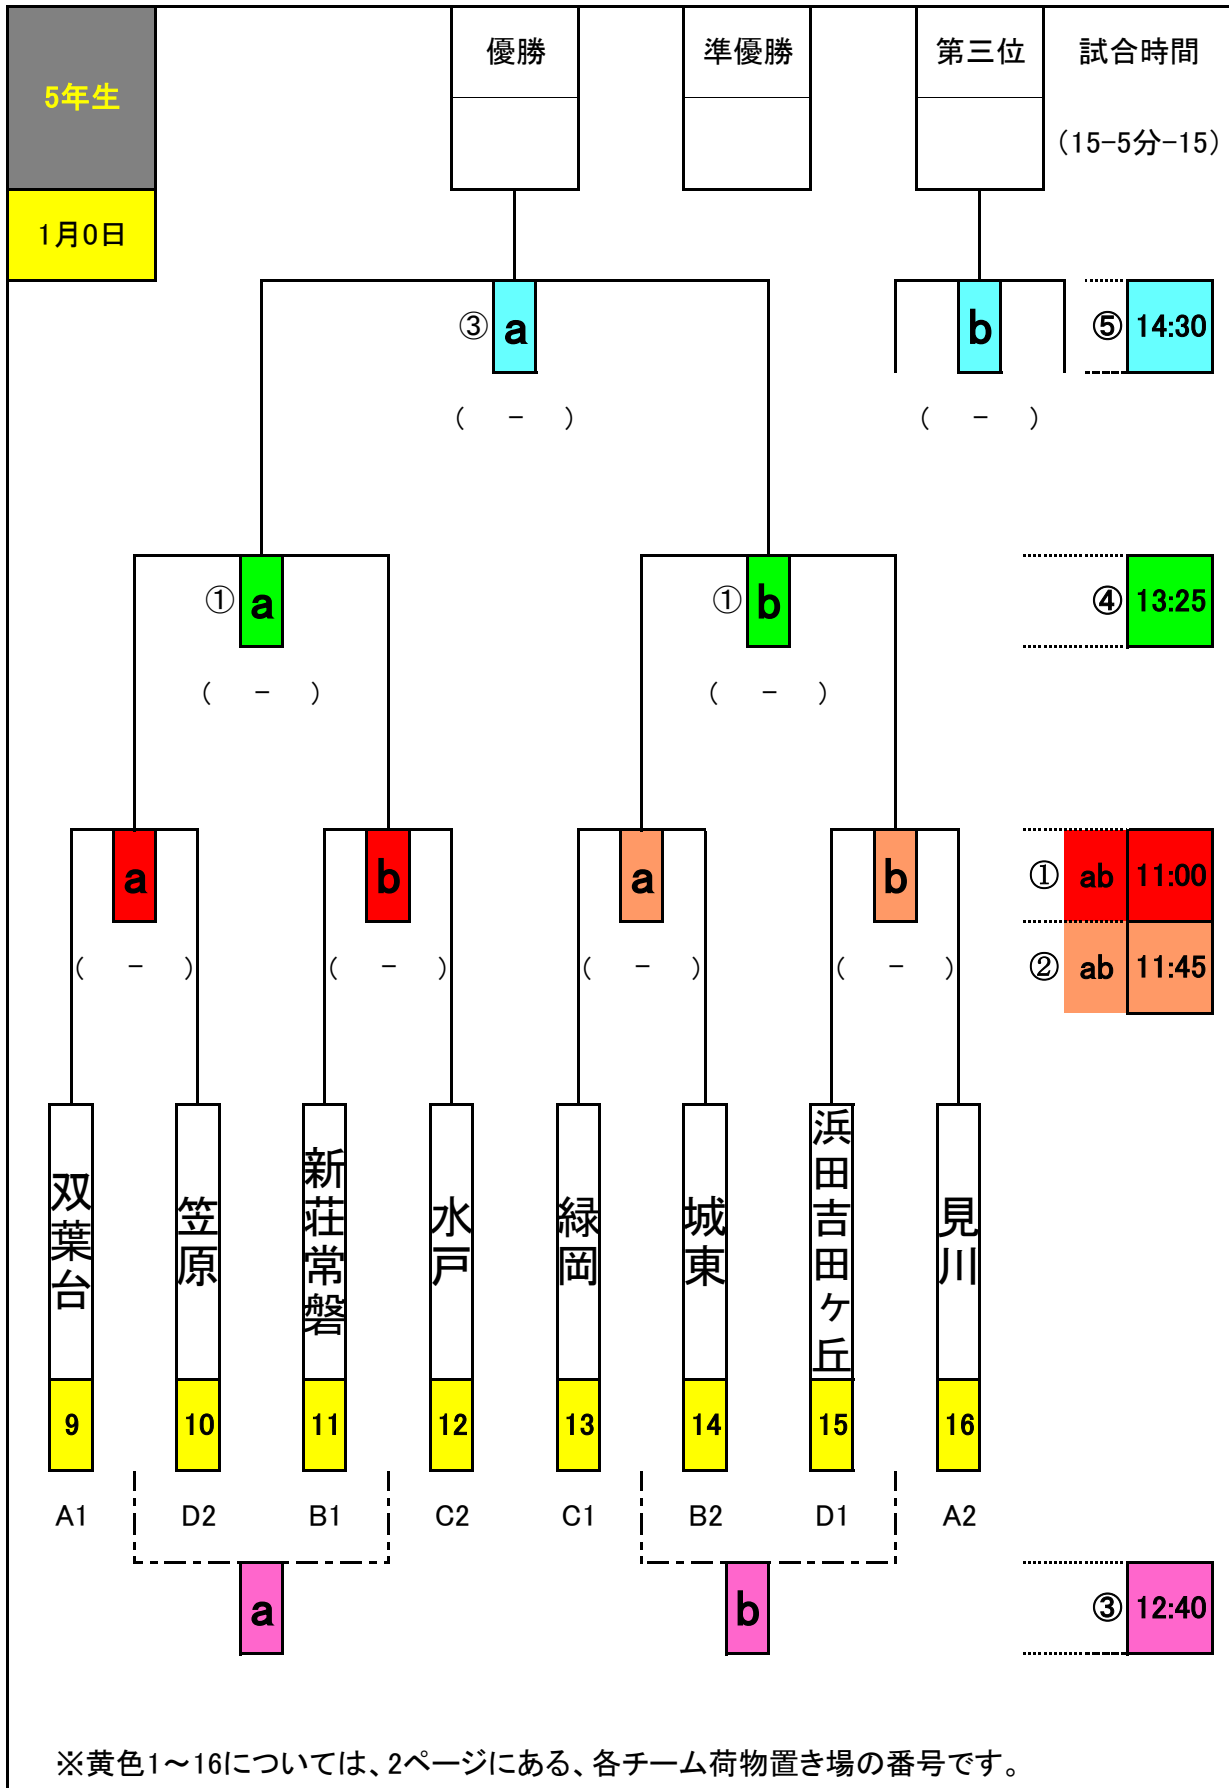 5年生
優勝
準優勝
第三位
試合時間
(15-5分-15)
1月0日
③ a
b
⑤ 14:30
( - )
( - )
① a
① b
④ 13:25
( - )
( - )
a
b
a
b
① ab 11:00
( - )
( - )
( - )
( - )
② ab 11:45
双葉台
笠原
新荘常磐
水戸
緑岡
城東
浜田吉田ヶ丘
見川
9 10 11 12 13 14 15 16
A1 D2 B1 C2 C1 B2 D1 A2
a
b
③ 12:40
※黄色1～16については、2ページにある、各チーム荷物置き場の番号です。